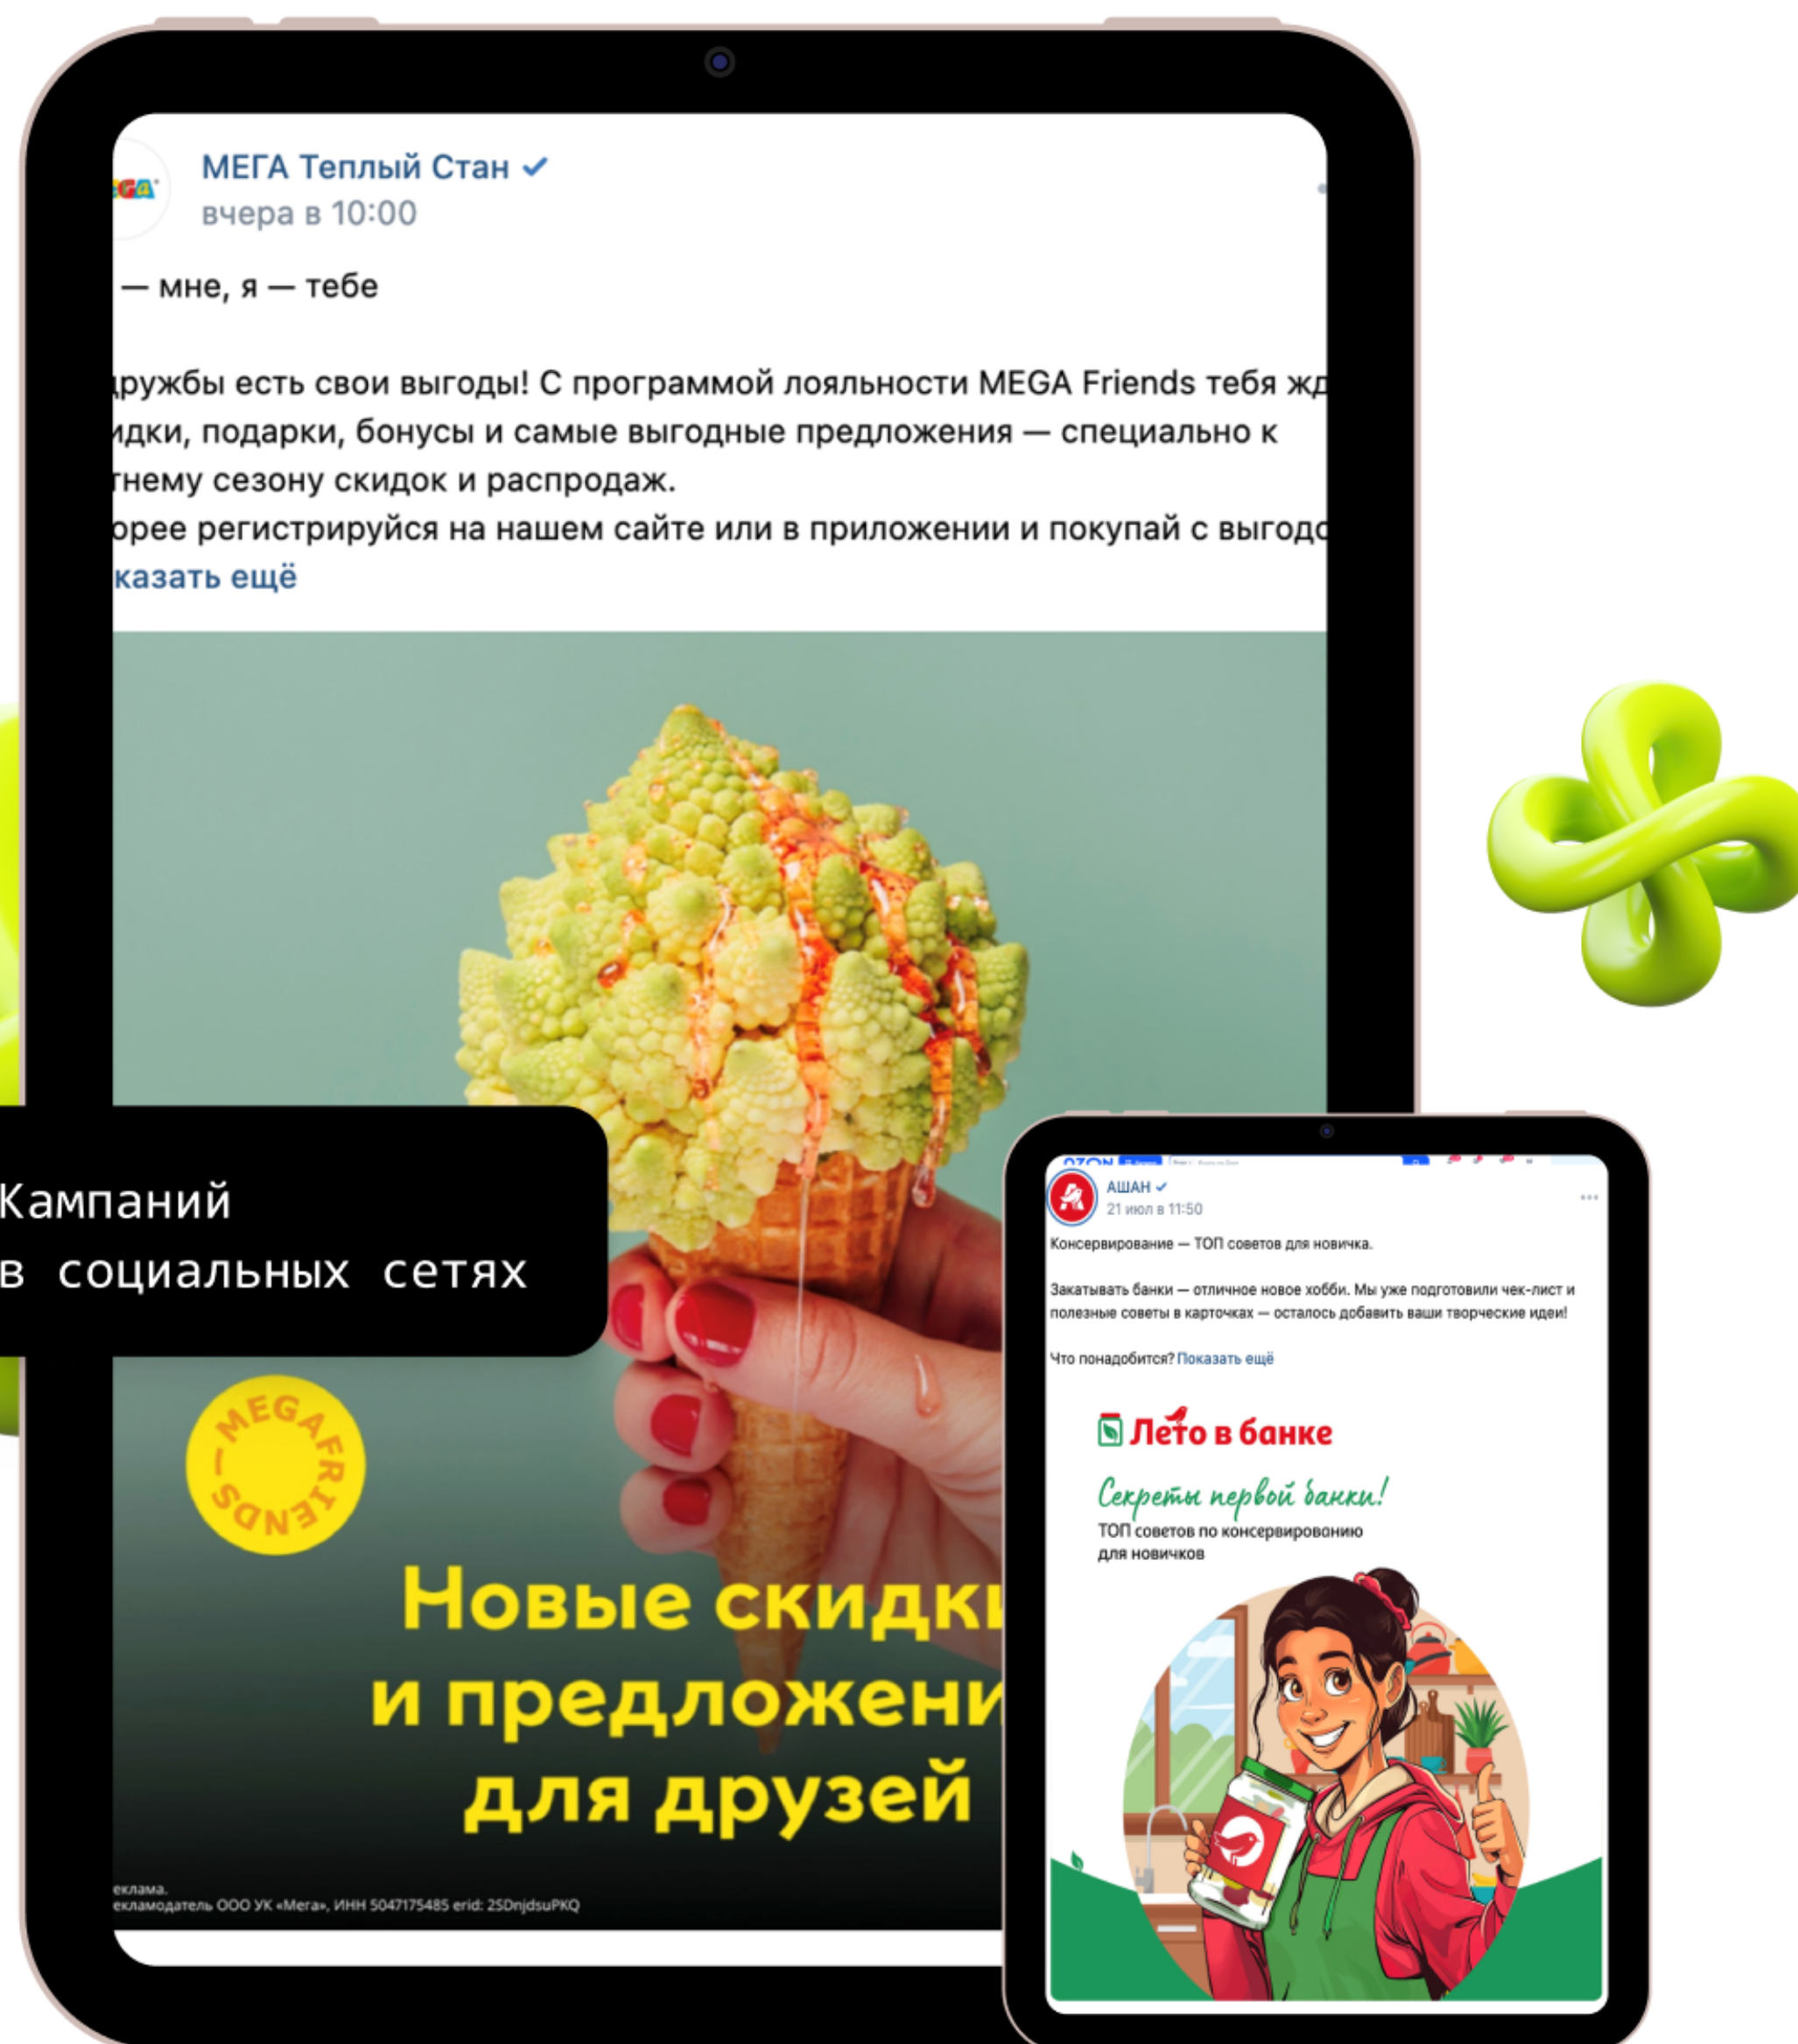 МЕГА Теплый Стан
вчера в 10:00
— мне, я — тебе
дружбы есть свои выгоды! С программой лояльности MEGA Friends тебя жд
идки, подарки, бонусы и самые выгодные предложения — специально к
тнему сезону скидок и распродаж.
орее регистрируйся на нашем сайте или в приложении и покупай с выгодо
казать ещё
Кампаний
в социальных сетях
MEGAFRIENDS —
Новые скидки
и предложени
для друзей
еклама.
екламодатель ООО УК «Мега», ИНН 5047175485 erid: 2SDnjdsuPKQ
OZON
АШАН
21 июл в 11:50
Консервирование — ТОП советов для новичка.
Закатывать банки — отличное новое хобби. Мы уже подготовили чек-лист и
полезные советы в карточках — осталось добавить ваши творческие идеи!
Что понадобится? Показать ещё
Лето в банке
Секреты первой банки!
ТОП советов по консервированию
для новичков